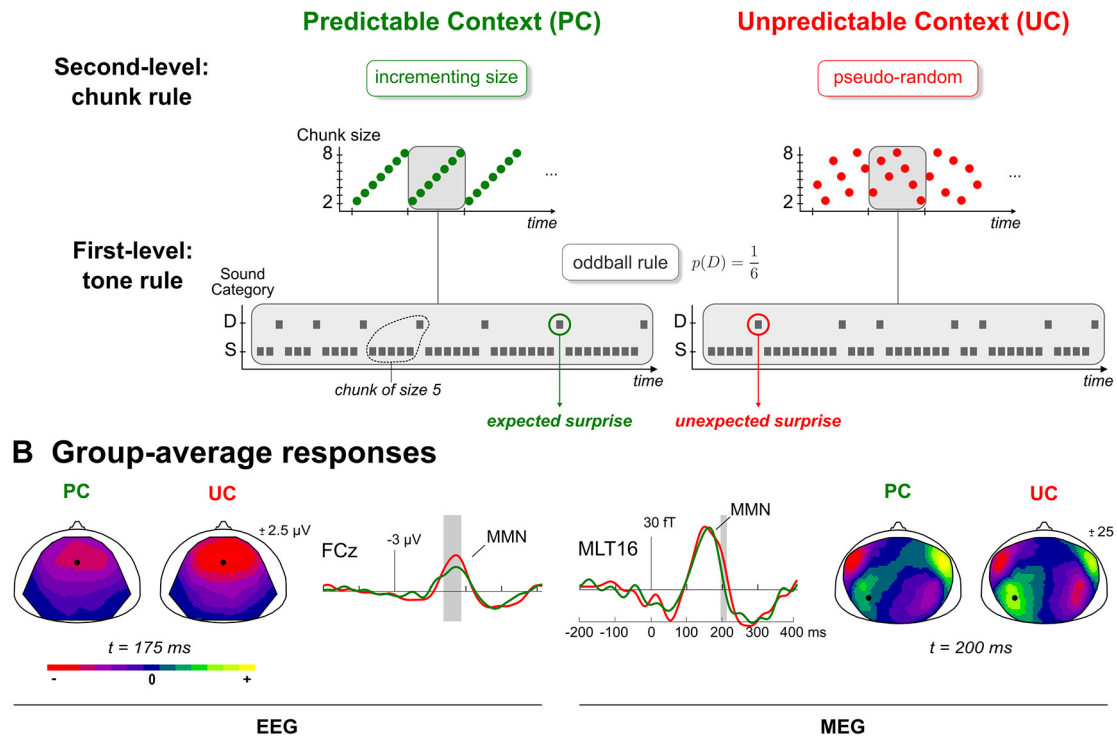 Predictable Context (PC)
Unpredictable Context (UC)
Second-level:
chunk rule
incrementing size
pseudo-random
Chunk size
8
2
...
time
8
2
...
time
First-level:
tone rule
oddball rule
p(D) = 1/6
Sound
Category
D
S
chunk of size 5
time
D
S
time
expected surprise
unexpected surprise
B Group-average responses
PC
UC
± 2.5 µV
FCz
-3 µV
MMN
t = 175 ms
- 0 +
EEG
MLT16
30 fT
MMN
-200 -100 0 100 200 300 400 ms
PC
UC
± 25
t = 200 ms
MEG